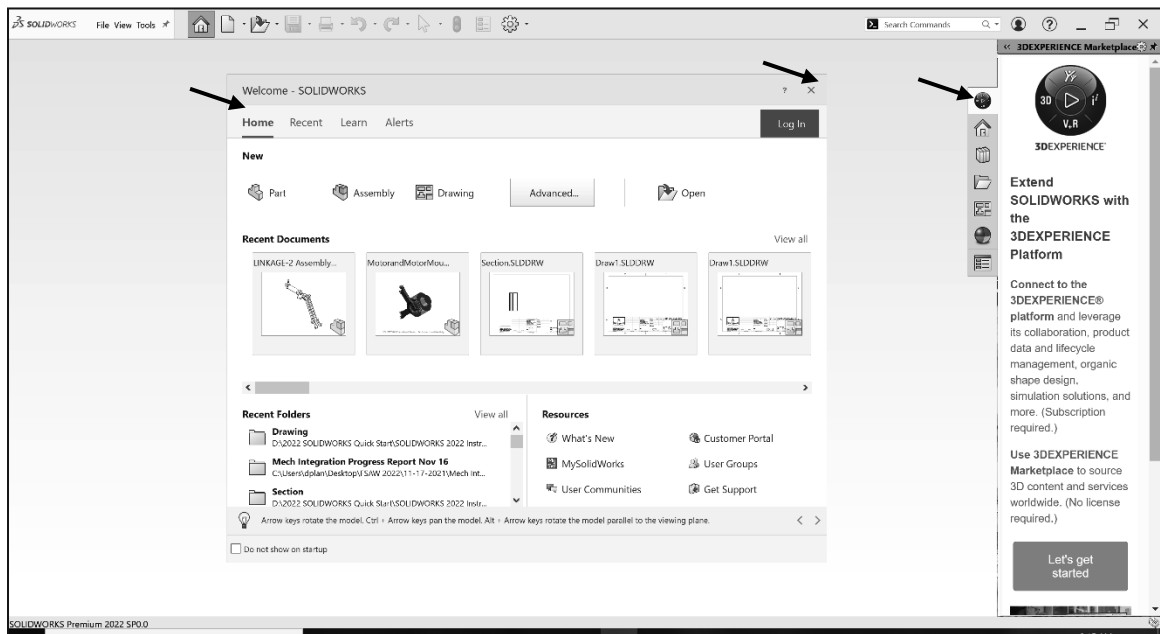 SOLIDWORKS File View Tools
Search Commands
3DEXPERIENCE Marketplace
Welcome - SOLIDWORKS
Home Recent Learn Alerts Log In
New
Part Assembly Drawing Advanced... Open
Recent Documents View all
LINKAGE-2 Assembly... MotorandMotorMou... Section.SLDDRW Draw1.SLDDRW Draw1.SLDDRW
Recent Folders View all
Drawing
D:\2022 SOLIDWORKS Quick Start\SOLIDWORKS 2022 Instr...
Mech Integration Progress Report Nov 16
C:\Users\dplan\Desktop\FSAW 2022\11-17-2021\Mech Int...
Section
D:\2022 SOLIDWORKS Quick Start\SOLIDWORKS 2022 Instr...
Resources
What's New Customer Portal
MySolidWorks User Groups
User Communities Get Support
Arrow keys rotate the model. Ctrl + Arrow keys pan the model. Alt + Arrow keys rotate the model parallel to the viewing plane.
Do not show on startup
3D
V,R
3DEXPERIENCE
Extend
SOLIDWORKS with
the
3DEXPERIENCE
Platform
Connect to the
3DEXPERIENCE®
platform and leverage
its collaboration, product
data and lifecycle
management, organic
shape design,
simulation solutions, and
more. (Subscription
required.)
Use 3DEXPERIENCE
Marketplace to source
3D content and services
worldwide. (No license
required.)
Let's get
started
SOLIDWORKS Premium 2022 SP0.0